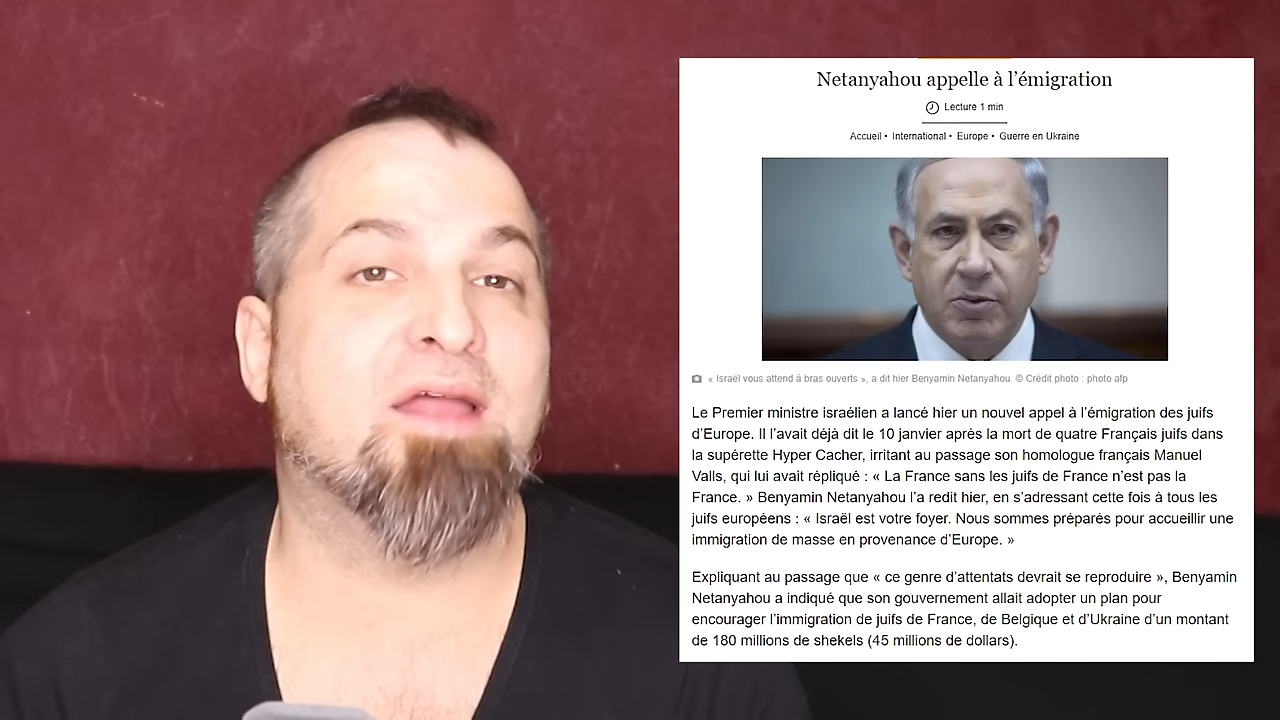 Netanyahou appelle à l'émigration
Lecture 1 min
Accueil • International • Europe • Guerre en Ukraine
« Israël vous attend à bras ouverts », a dit hier Benyamin Netanyahou. © Crédit photo : photo afp
Le Premier ministre israélien a lancé hier un nouvel appel à l'émigration des juifs
d'Europe. Il l'avait déjà dit le 10 janvier après la mort de quatre Français juifs dans
la supérette Hyper Cacher, irritant au passage son homologue français Manuel
Valls, qui lui avait répliqué : « La France sans les juifs de France n'est pas la
France. » Benyamin Netanyahou l'a redit hier, en s'adressant cette fois à tous les
juifs européens : « Israël est votre foyer. Nous sommes préparés pour accueillir une
immigration de masse en provenance d'Europe. »
Expliquant au passage que « ce genre d'attentats devrait se reproduire », Benyamin
Netanyahou a indiqué que son gouvernement allait adopter un plan pour
encourager l'immigration de juifs de France, de Belgique et d'Ukraine d'un montant
de 180 millions de shekels (45 millions de dollars).